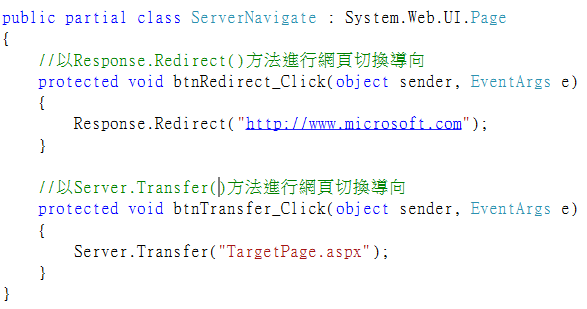 public partial class ServerNavigate : System.Web.UI.Page
{
//以Response.Redirect()方法進行網頁切換導向
protected void btnRedirect_Click(object sender, EventArgs e)
{
Response.Redirect("http://www.microsoft.com");
}
//以Server.Transfer()方法進行網頁切換導向
protected void btnTransfer_Click(object sender, EventArgs e)
{
Server.Transfer("TargetPage.aspx");
}
}